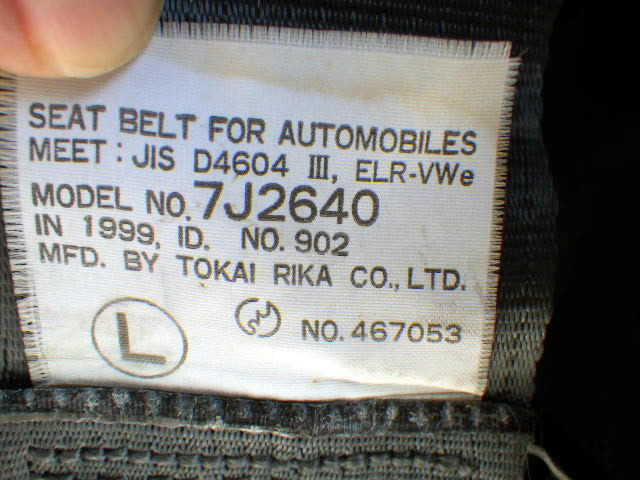 SEAT BELT FOR AUTOMOBILES
MEET : JIS D4604 III, ELR-VWe
MODEL NO. 7J2640
IN 1999, ID. NO. 902
MFD. BY TOKAI RIKA CO., LTD.
L NO. 467053